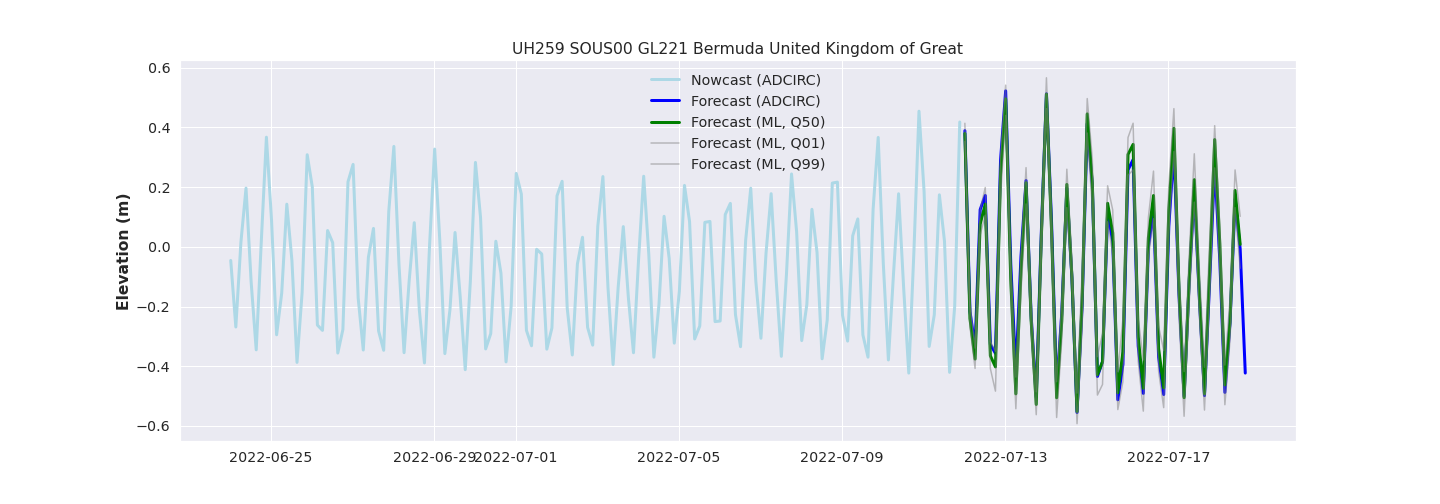 UH259 SOUS00 GL221 Bermuda United Kingdom of Great
Nowcast (ADCIRC)
Forecast (ADCIRC)
Forecast (ML, Q50)
Forecast (ML, Q01)
Forecast (ML, Q99)
Elevation (m)
0.6
0.4
0.2
0.0
−0.2
−0.4
−0.6
2022-06-25 2022-06-29 2022-07-01 2022-07-05 2022-07-09 2022-07-13 2022-07-17